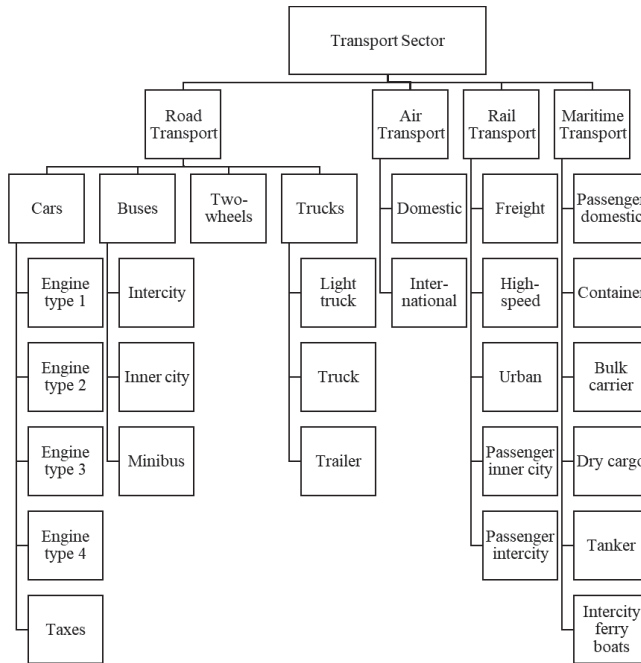 Transport Sector
Road
Transport
Air
Transport
Rail
Transport
Maritime
Transport
Cars
Buses
Two-
wheels
Trucks
Domestic
Freight
Passenger
domestic
Engine
type 1
Intercity
Light
truck
Inter-
national
High-
speed
Container
Engine
type 2
Inner city
Truck
Urban
Bulk
carrier
Engine
type 3
Minibus
Trailer
Passenger
inner city
Dry cargo
Engine
type 4
Passenger
intercity
Tanker
Taxes
Intercity
ferry
boats